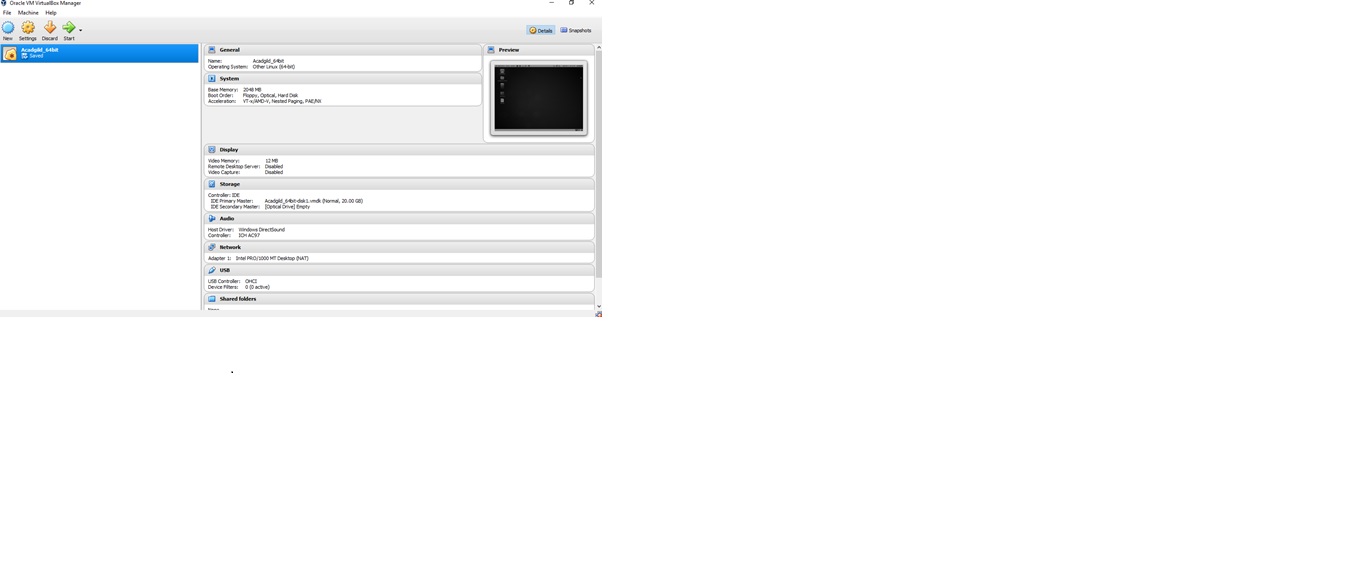 Oracle VM VirtualBox Manager
File Machine Help
New Settings Discard Start
Details Snapshots
Acadgild_64bit
Saved
General
Name: Acadgild_64bit
Operating System: Other Linux (64-bit)
Preview
System
Base Memory: 2048 MB
Boot Order: Floppy, Optical, Hard Disk
Acceleration: VT-x/AMD-V, Nested Paging, PAE/NX
Display
Video Memory: 12 MB
Remote Desktop Server: Disabled
Video Capture: Disabled
Storage
Controller: IDE
IDE Primary Master: Acadgild_64bit-disk1.vmdk (Normal, 20.00 GB)
IDE Secondary Master: [Optical Drive] Empty
Audio
Host Driver: Windows DirectSound
Controller: ICH AC97
Network
Adapter 1: Intel PRO/1000 MT Desktop (NAT)
USB
USB Controller: OHCI
Device Filters: 0 (0 active)
Shared folders